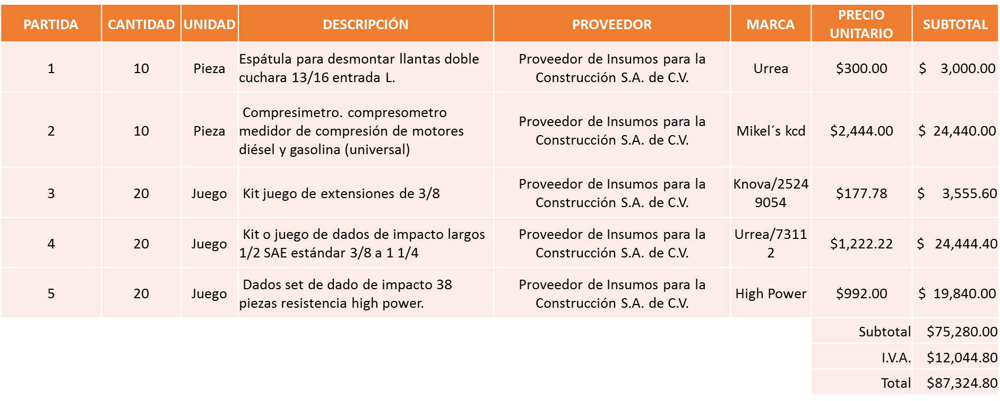 PARTIDA CANTIDAD UNIDAD DESCRIPCIÓN PROVEEDOR MARCA PRECIO UNITARIO SUBTOTAL
1 10 Pieza Espátula para desmontar llantas doble cuchara 13/16 entrada L. Proveedor de Insumos para la Construcción S.A. de C.V. Urrea $300.00 $ 3,000.00
2 10 Pieza Compresimetro. compresometro medidor de compresión de motores diésel y gasolina (universal) Proveedor de Insumos para la Construcción S.A. de C.V. Mikel´s kcd $2,444.00 $ 24,440.00
3 20 Juego Kit juego de extensiones de 3/8 Proveedor de Insumos para la Construcción S.A. de C.V. Knova/25249054 $177.78 $ 3,555.60
4 20 Juego Kit o juego de dados de impacto largos 1/2 SAE estándar 3/8 a 1 1/4 Proveedor de Insumos para la Construcción S.A. de C.V. Urrea/73112 $1,222.22 $ 24,444.40
5 20 Juego Dados set de dado de impacto 38 piezas resistencia high power. Proveedor de Insumos para la Construcción S.A. de C.V. High Power $992.00 $ 19,840.00
Subtotal $75,280.00
I.V.A. $12,044.80
Total $87,324.80